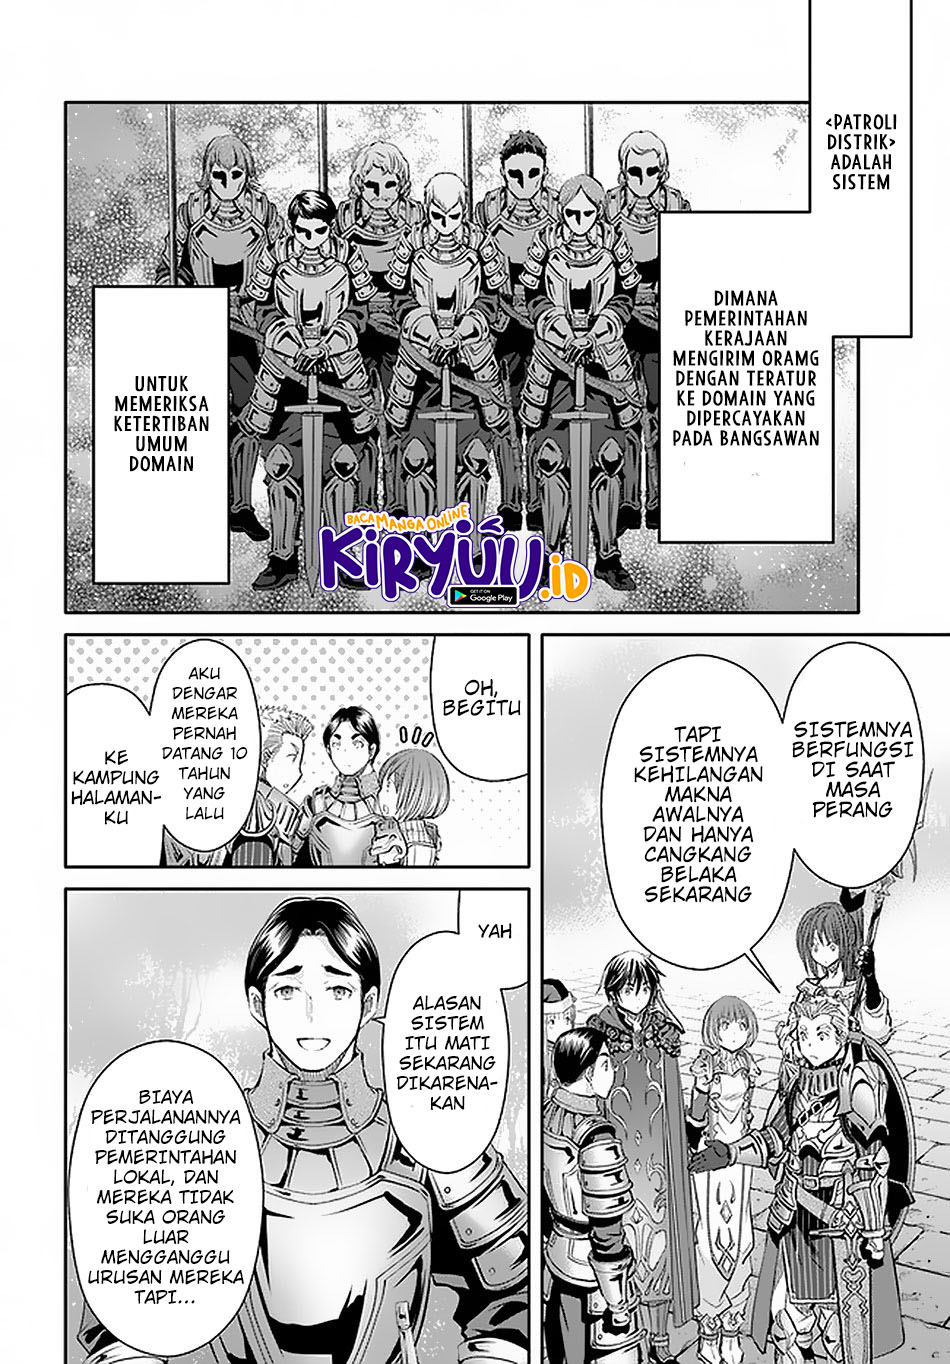 <PATROLI
DISTRIK>
ADALAH
SISTEM
DIMANA
PEMERINTAHAN
KERAJAAN
MENGIRIM ORAMG
DENGAN TERATUR
KE DOMAIN YANG
DIPERCAYAKAN
PADA BANGSAWAN
UNTUK
MEMERIKSA
KETERTIBAN
UMUM
DOMAIN
BACA MANGA ONLINE
KIRYUU.ID
GET IT ON
Google Play
SISTEMNYA
BERFUNGSI
DI SAAT
MASA
PERANG
TAPI
SISTEMNYA
KEHILANGAN
MAKNA
AWALNYA
DAN HANYA
CANGKANG
BELAKA
SEKARANG
OH,
BEGITU
AKU
DENGAR
MEREKA
PERNAH
DATANG 10
TAHUN
YANG
LALU
KE
KAMPUNG
HALAMAN-
KU
YAH
ALASAN
SISTEM
ITU MATI
SEKARANG
DIKARENA-
KAN
BIAYA
PERJALANANNYA
DITANGGUNG
PEMERINTAHAN
LOKAL, DAN
MEREKA TIDAK
SUKA ORANG
LUAR
MENGGANGGU
URUSAN MEREKA
TAPI...